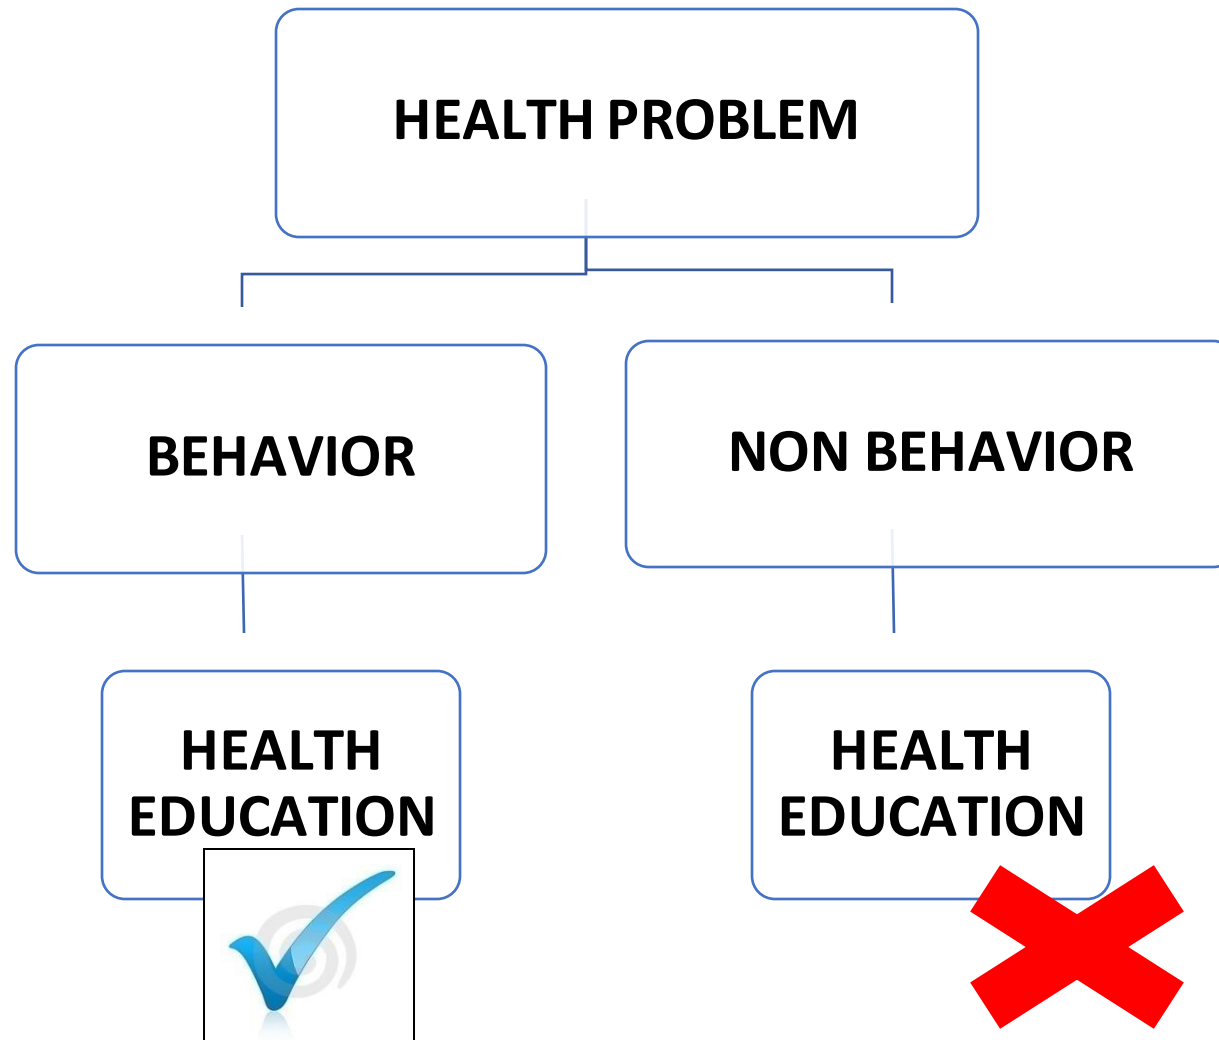 HEALTH PROBLEM
BEHAVIOR
NON BEHAVIOR
HEALTH
EDUCATION
HEALTH
EDUCATION